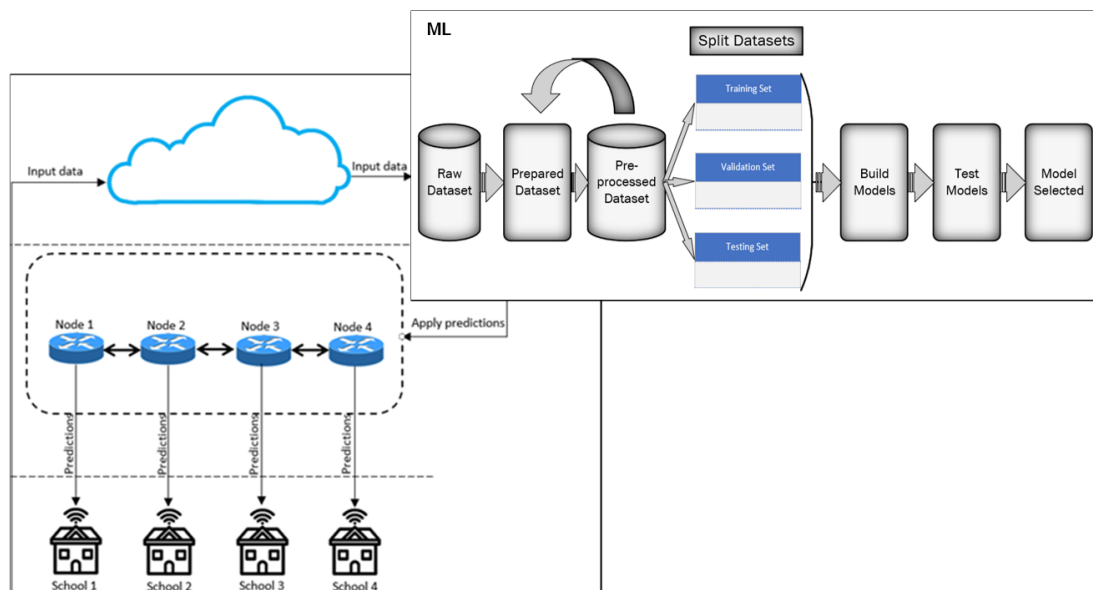 ML
Split Datasets
Training Set
Validation Set
Testing Set
Raw
Dataset
Prepared
Dataset
Pre-
processed
Dataset
Build
Models
Test
Models
Model
Selected
Input data
Input data
Apply predictions
Node 1
Node 2
Node 3
Node 4
Predictions
Predictions
Predictions
Predictions
School 1
School 2
School 3
School 4